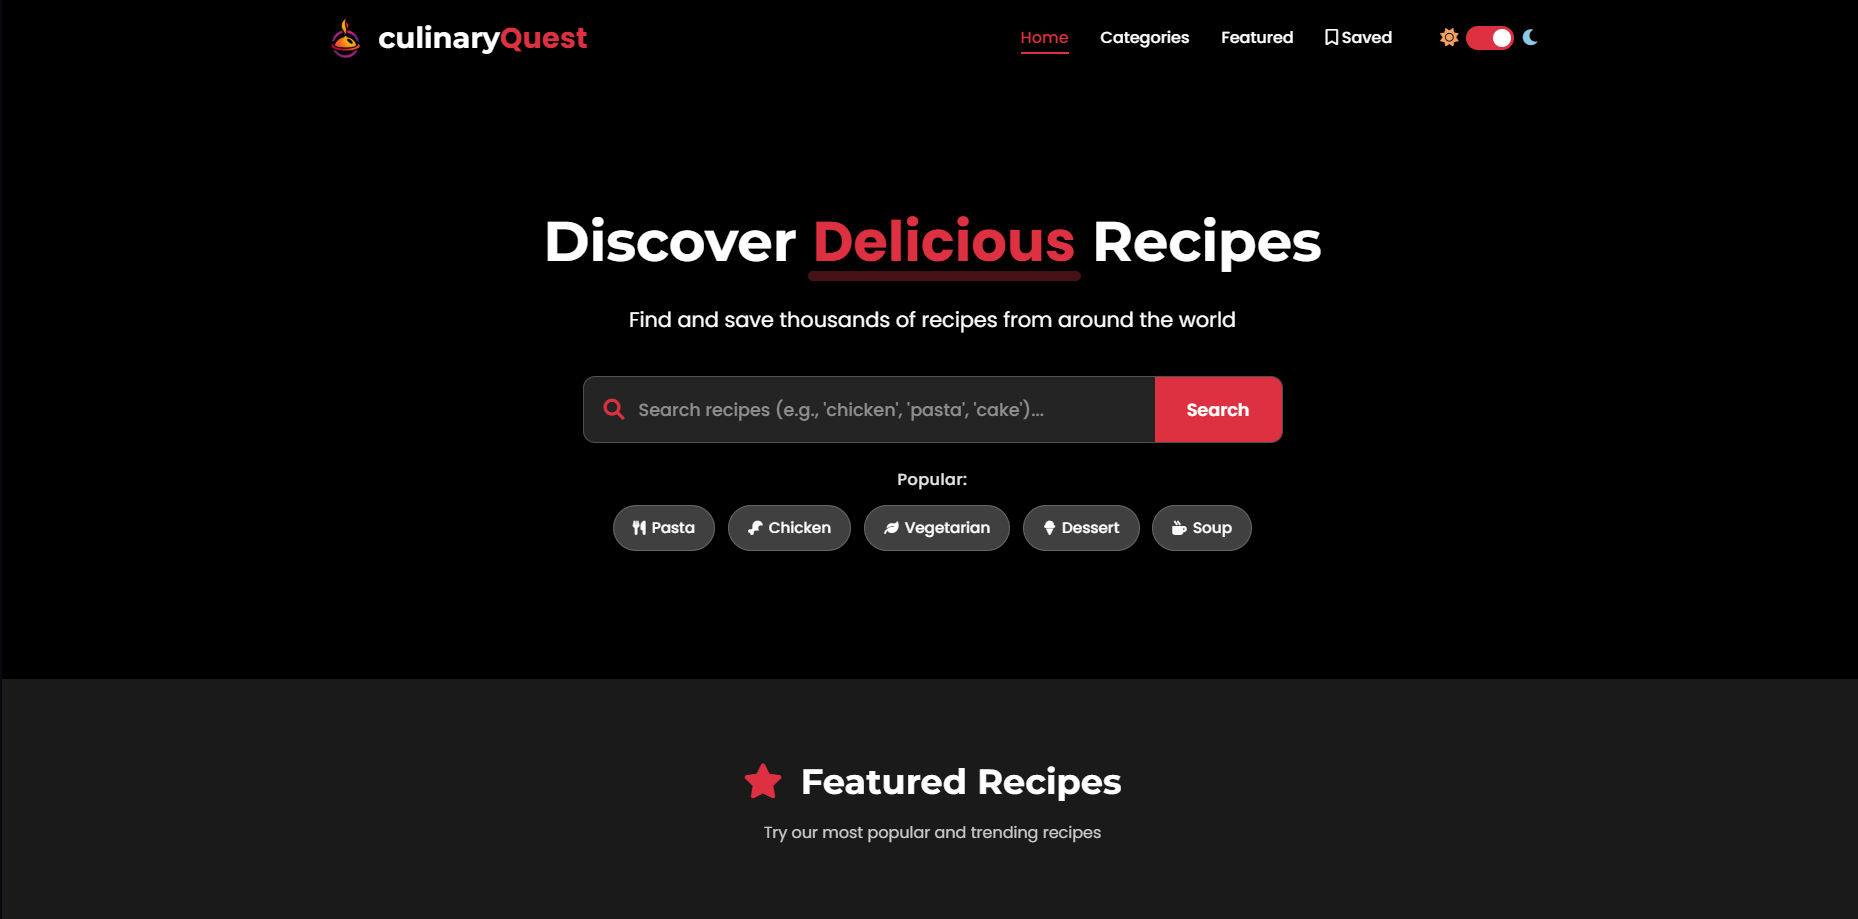 culinaryQuest
Home Categories Featured Saved
Discover Delicious Recipes
Find and save thousands of recipes from around the world
Search recipes (e.g., 'chicken', 'pasta', 'cake')...
Search
Popular:
Pasta Chicken Vegetarian Dessert Soup
Featured Recipes
Try our most popular and trending recipes